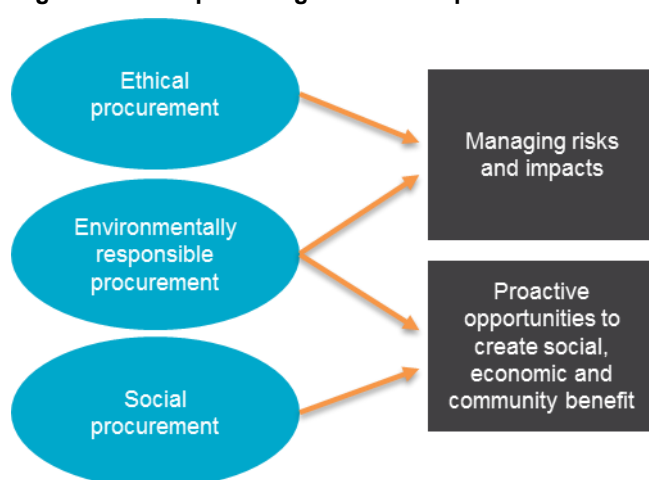 Ethical
procurement
Environmentally
responsible
procurement
Social
procurement
Managing risks
and impacts
Proactive
opportunities to
create social,
economic and
community benefit